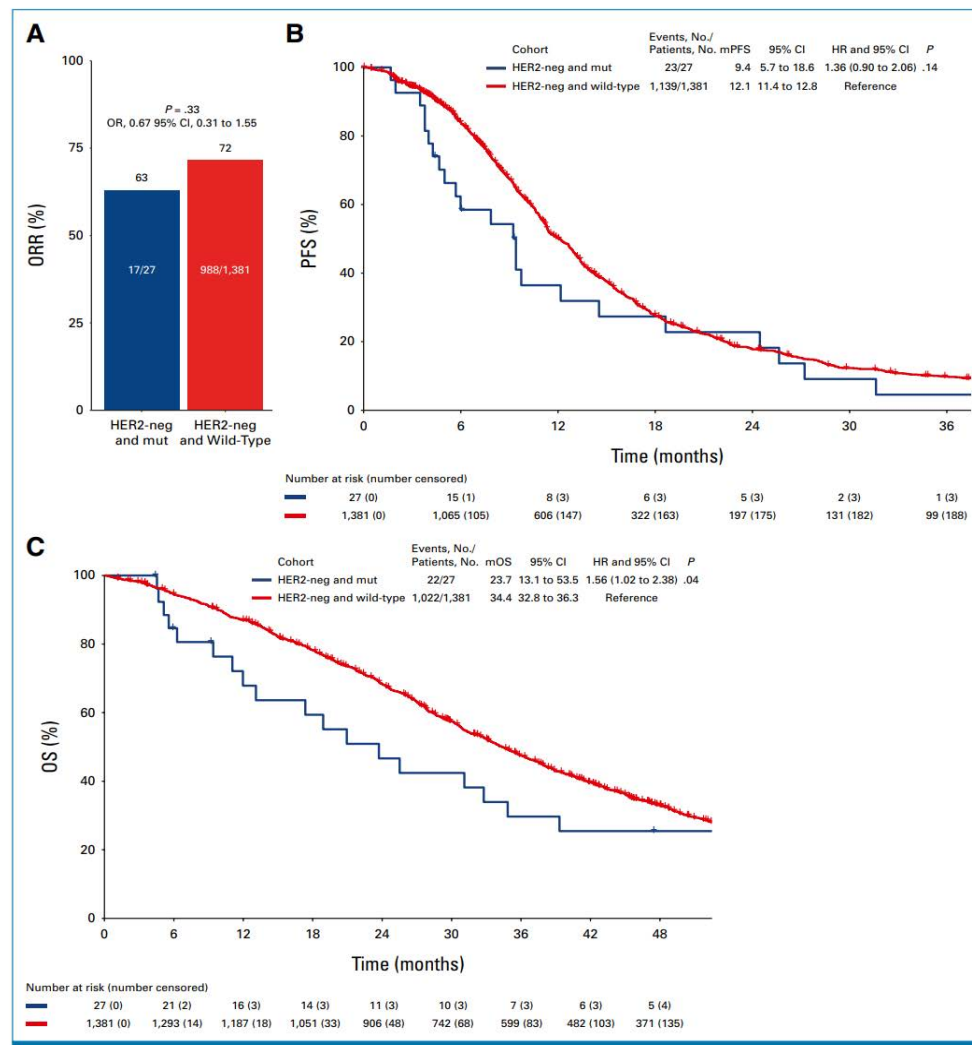 A
100
75
50
25
0
ORR (%)
P = .33
OR, 0.67 95% CI, 0.31 to 1.55
63
72
17/27
988/1,381
HER2-neg and mut
HER2-neg and Wild-Type
B
Cohort Events, No./ Patients, No. mPFS 95% CI HR and 95% CI P
HER2-neg and mut 23/27 9.4 5.7 to 18.6 1.36 (0.90 to 2.06) .14
HER2-neg and wild-type 1,139/1,381 12.1 11.4 to 12.8 Reference
100
80
60
40
20
0
PFS (%)
0 6 12 18 24 30 36
Time (months)
Number at risk (number censored)
27 (0) 15 (1) 8 (3) 6 (3) 5 (3) 2 (3) 1 (3)
1,381 (0) 1,065 (105) 606 (147) 322 (163) 197 (175) 131 (182) 99 (188)
C
Cohort Events, No./ Patients, No. mOS 95% CI HR and 95% CI P
HER2-neg and mut 22/27 23.7 13.1 to 53.5 1.56 (1.02 to 2.38) .04
HER2-neg and wild-type 1,022/1,381 34.4 32.8 to 36.3 Reference
100
80
60
40
20
0
OS (%)
0 6 12 18 24 30 36 42 48
Time (months)
Number at risk (number censored)
27 (0) 21 (2) 16 (3) 14 (3) 11 (3) 10 (3) 7 (3) 6 (3) 5 (4)
1,381 (0) 1,293 (14) 1,187 (18) 1,051 (33) 906 (48) 742 (68) 599 (83) 482 (103) 371 (135)